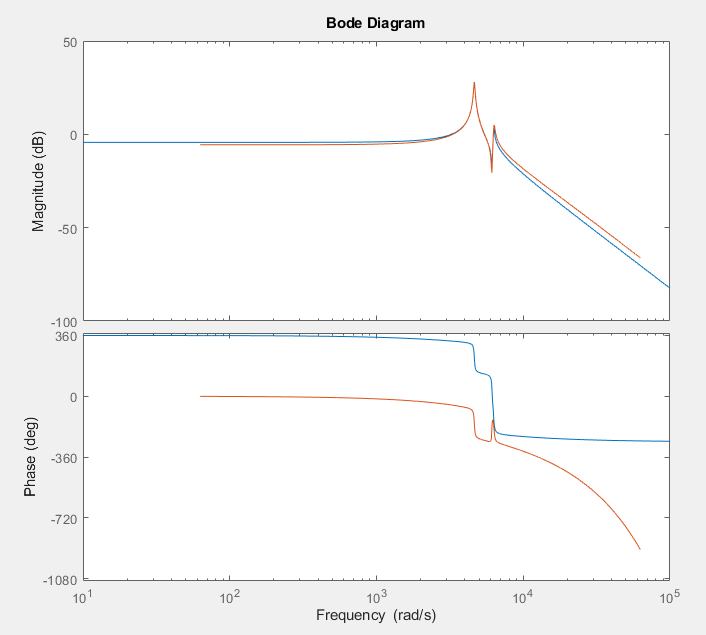 Bode Diagram
Magnitude (dB)
50
0
-50
-100
Phase (deg)
360
0
-360
-720
-1080
10^1 10^2 10^3 10^4 10^5
Frequency (rad/s)